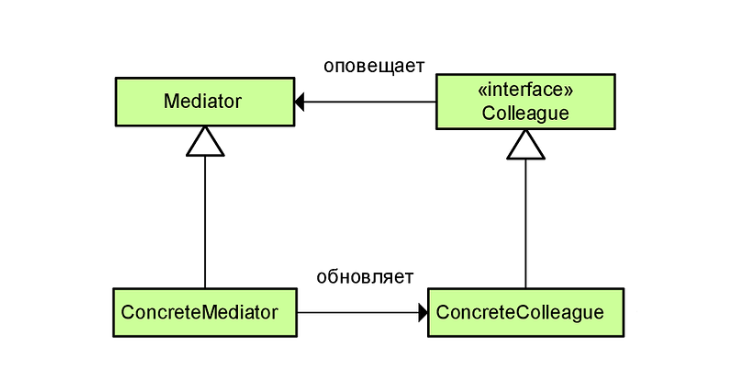 оповещает
Mediator
«interface»
Colleague
обновляет
ConcreteMediator
ConcreteColleague